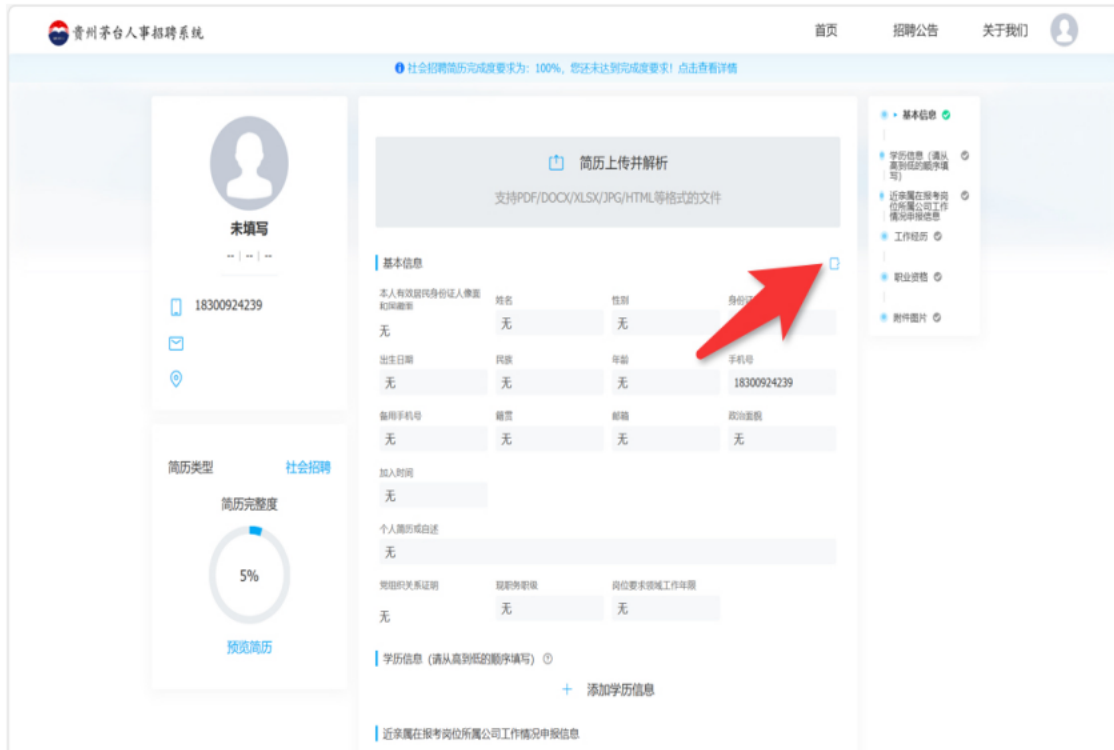 贵州茅台人事招聘系统
首页 招聘公告 关于我们
社会招聘简历完成度要求为：100%，您还未达到完成度要求！点击查看详情
未填写
-- | -- | --
18300924239
简历类型 社会招聘
简历完整度
5%
预览简历
简历上传并解析
支持PDF/DOCX/XLSX/JPG/HTML等格式的文件
基本信息
本人有效居民身份证人像面
和国徽面 姓名 性别 身份证
无 无 无
出生日期 民族 年龄 手机号
无 无 无 18300924239
备用手机号 籍贯 邮箱 政治面貌
无 无 无 无
加入时间
无
个人简历或自述
无
党组织关系证明 现职务职级 岗位要求领域工作年限
无 无 无
学历信息（请从高到低的顺序填写）
+ 添加学历信息
近亲属在报考岗位所属公司工作情况申报信息
基本信息
学历信息（请从
高到低的顺序填
写）
近亲属在报考岗
位所属公司工作
情况申报信息
工作经历
职业资格
附件图片